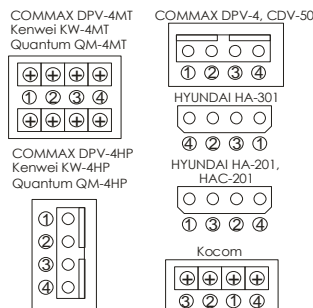 COMMAX DPV-4MT
Kenwei KW-4MT
Quantum QM-4MT
1 2 3 4
COMMAX DPV-4HP
Kenwei KW-4HP
Quantum QM-4HP
1
2
3
4
COMMAX DPV-4, CDV-50
1 2 3 4
HYUNDAI HA-301
4 2 3 1
HYUNDAI HA-201,
HAC-201
1 3 2 4
Kocom
3 2 1 4